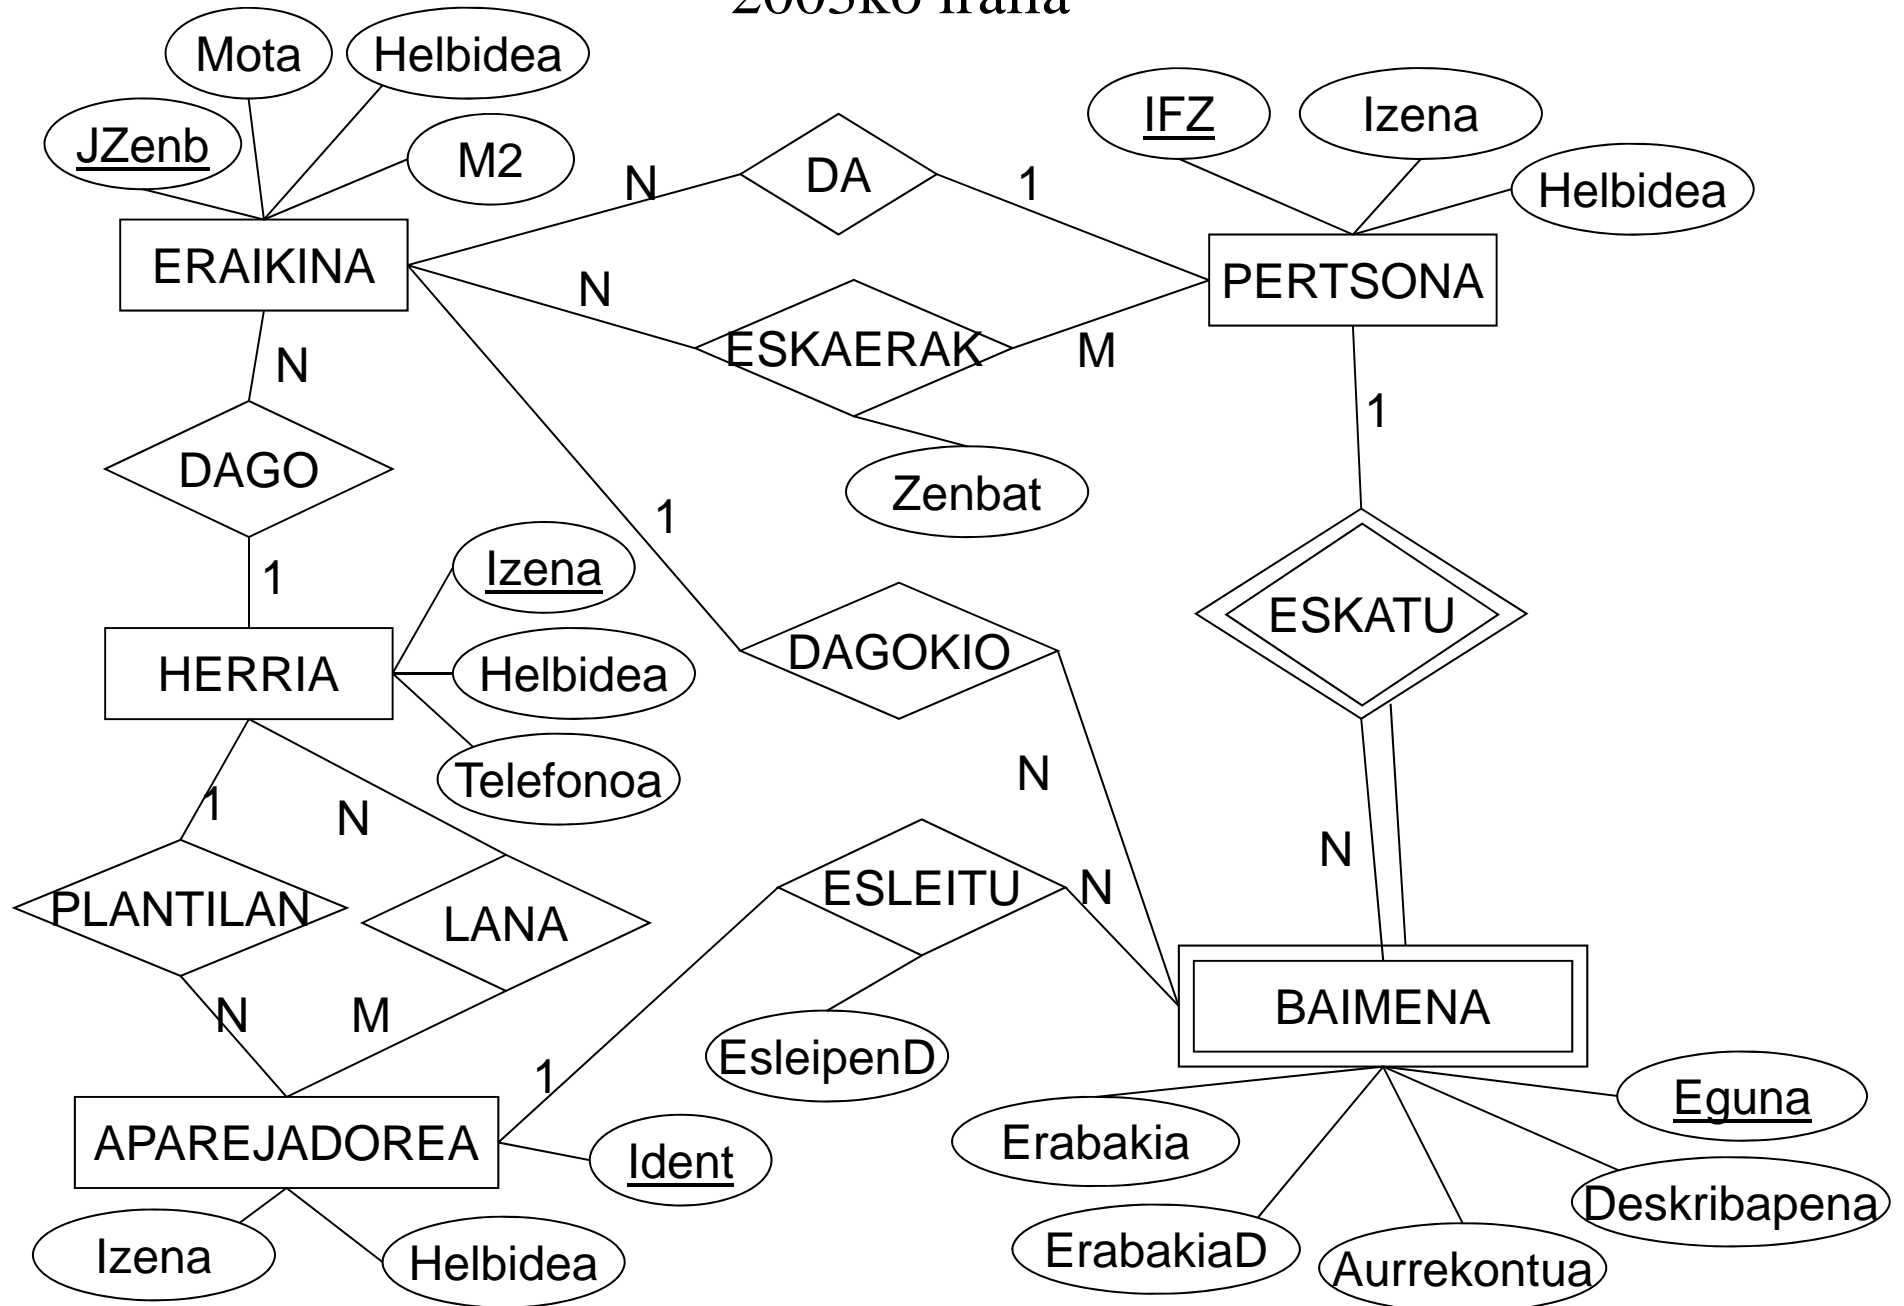 2003ko iraila
Mota
Helbidea
JZenb
M2
IFZ
Izena
Helbidea
N
DA
1
ERAIKINA
PERTSONA
N
ESKAERAK
M
N
1
DAGO
Zenbat
1
1
Izena
ESKATU
HERRIA
Helbidea
DAGOKIO
Telefonoa
N
1
N
N
PLANTILAN
LANA
ESLEITU
N
N
M
BAIMENA
EsleipenD
1
Eguna
APAREJADOREA
Ident
Erabakia
Deskribapena
Izena
Helbidea
ErabakiaD
Aurrekontua